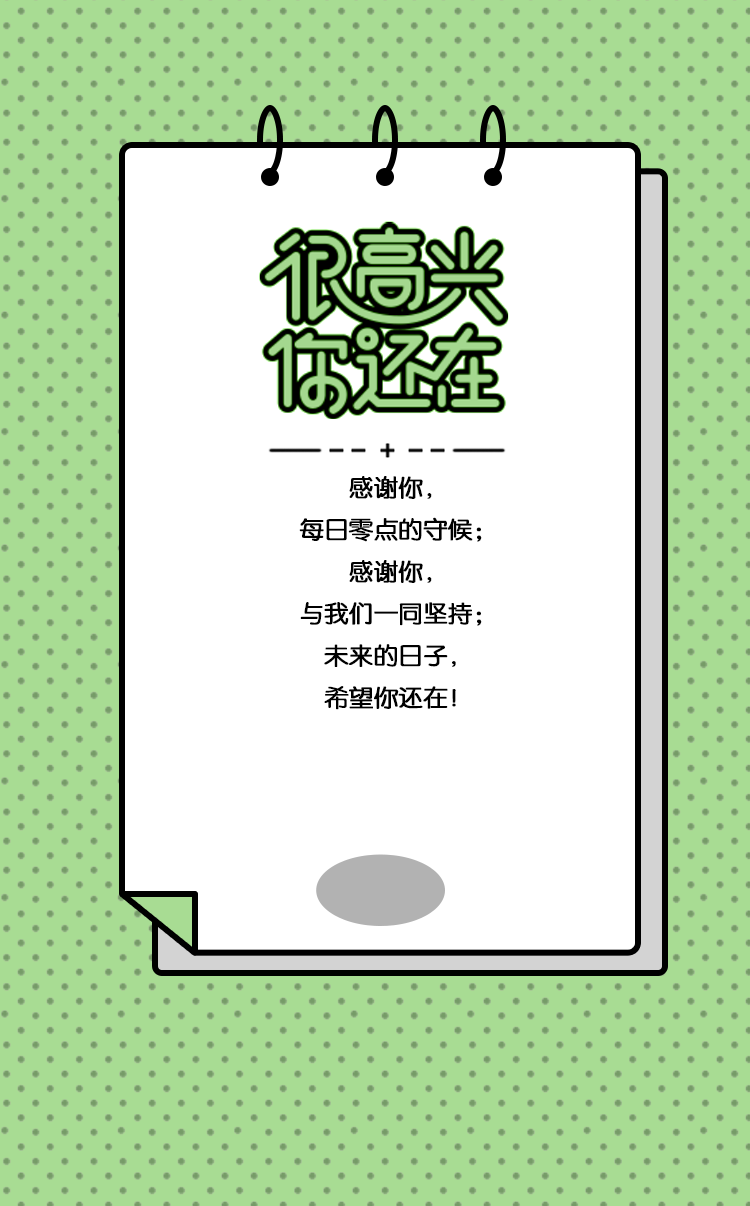 很高兴
你还在
感谢你，
每日零点的守候；
感谢你，
与我们一同坚持；
未来的日子，
希望你还在！